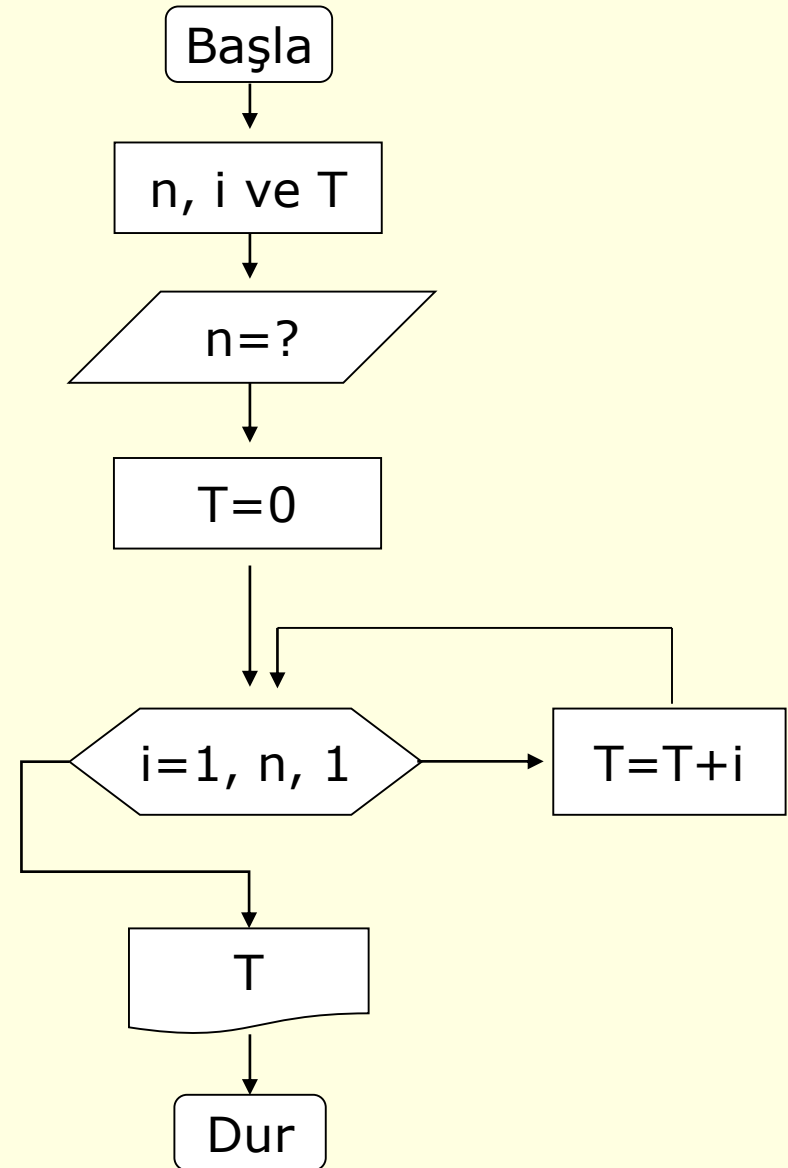 Başla
n, i ve T
n=?
T=0
i=1, n, 1
T=T+i
T
Dur